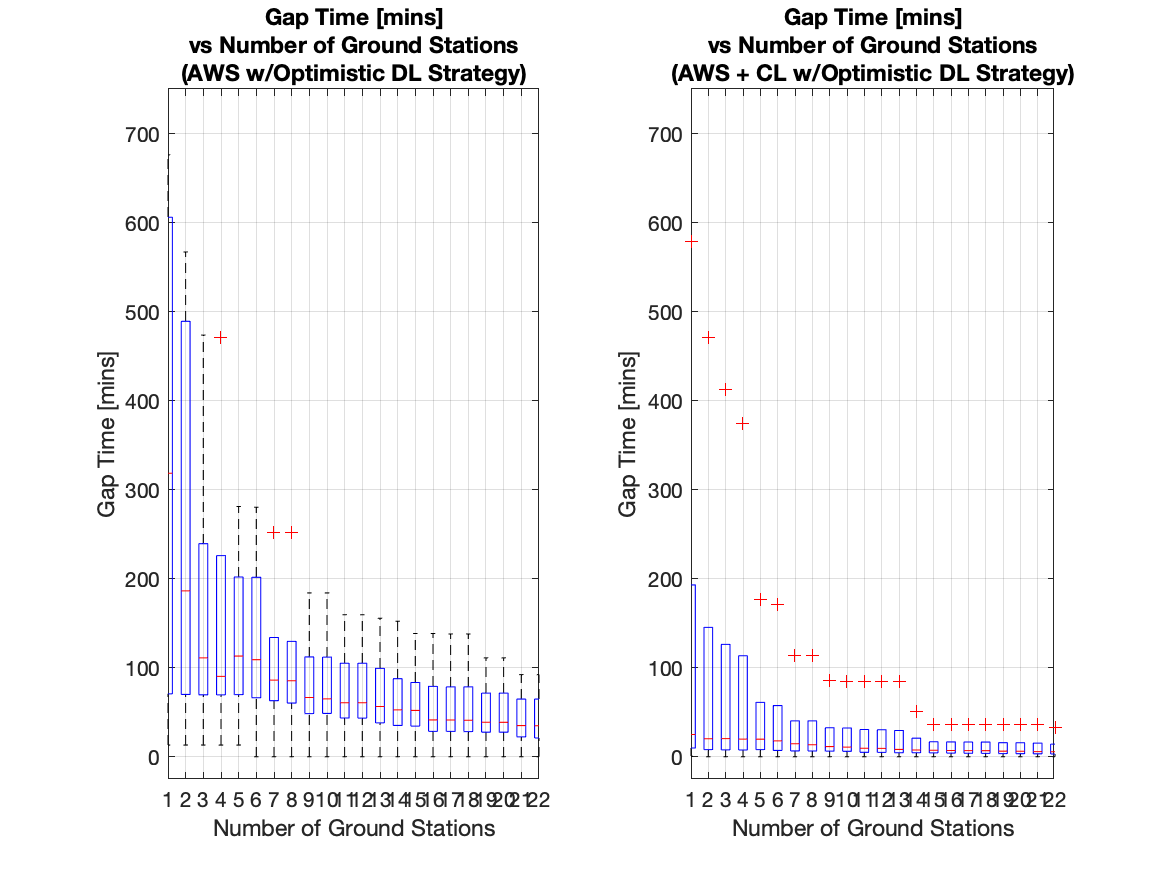 Gap Time [mins]
vs Number of Ground Stations
(AWS w/Optimistic DL Strategy)
700
600
500
400
300
200
100
0
Gap Time [mins]
1 2 3 4 5 6 7 8 9 10 11 12 13 14 15 16 17 18 19 20 21 22
Number of Ground Stations
Gap Time [mins]
vs Number of Ground Stations
(AWS + CL w/Optimistic DL Strategy)
700
600
500
400
300
200
100
0
Gap Time [mins]
1 2 3 4 5 6 7 8 9 10 11 12 13 14 15 16 17 18 19 20 21 22
Number of Ground Stations